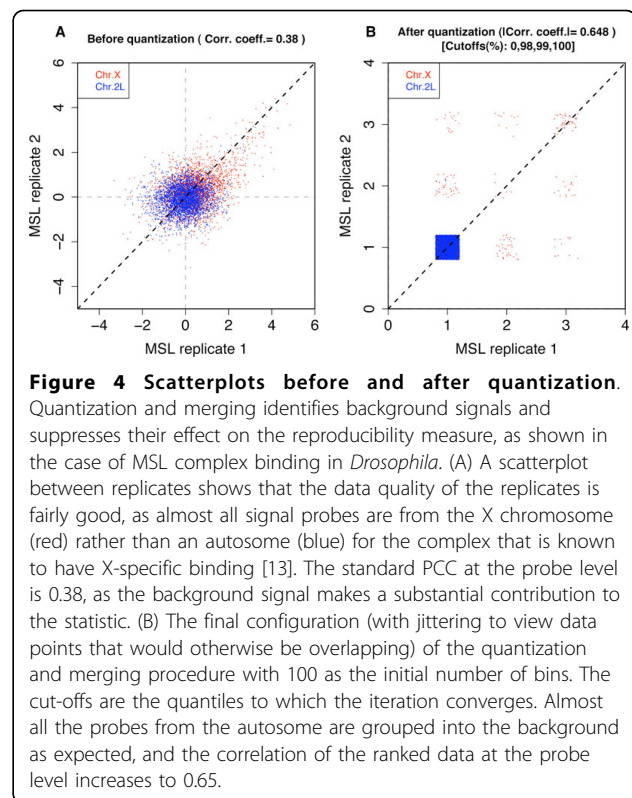 A
Before quantization ( Corr. coeff.= 0.38 )
Chr.X
Chr.2L
6
4
2
0
−2
−4
MSL replicate 2
−4 −2 0 2 4 6
MSL replicate 1
B
After quantization (|Corr. coeff.|= 0.648 )
[Cutoffs(%): 0,98,99,100]
Chr.X
Chr.2L
4
3
2
1
0
MSL replicate 2
0 1 2 3 4
MSL replicate 1
Figure 4 Scatterplots before and after quantization.
Quantization and merging identifies background signals and
suppresses their effect on the reproducibility measure, as shown in
the case of MSL complex binding in Drosophila. (A) A scatterplot
between replicates shows that the data quality of the replicates is
fairly good, as almost all signal probes are from the X chromosome
(red) rather than an autosome (blue) for the complex that is known
to have X-specific binding [13]. The standard PCC at the probe level
is 0.38, as the background signal makes a substantial contribution to
the statistic. (B) The final configuration (with jittering to view data
points that would otherwise be overlapping) of the quantization
and merging procedure with 100 as the initial number of bins. The
cut-offs are the quantiles to which the iteration converges. Almost
all the probes from the autosome are grouped into the background
as expected, and the correlation of the ranked data at the probe
level increases to 0.65.